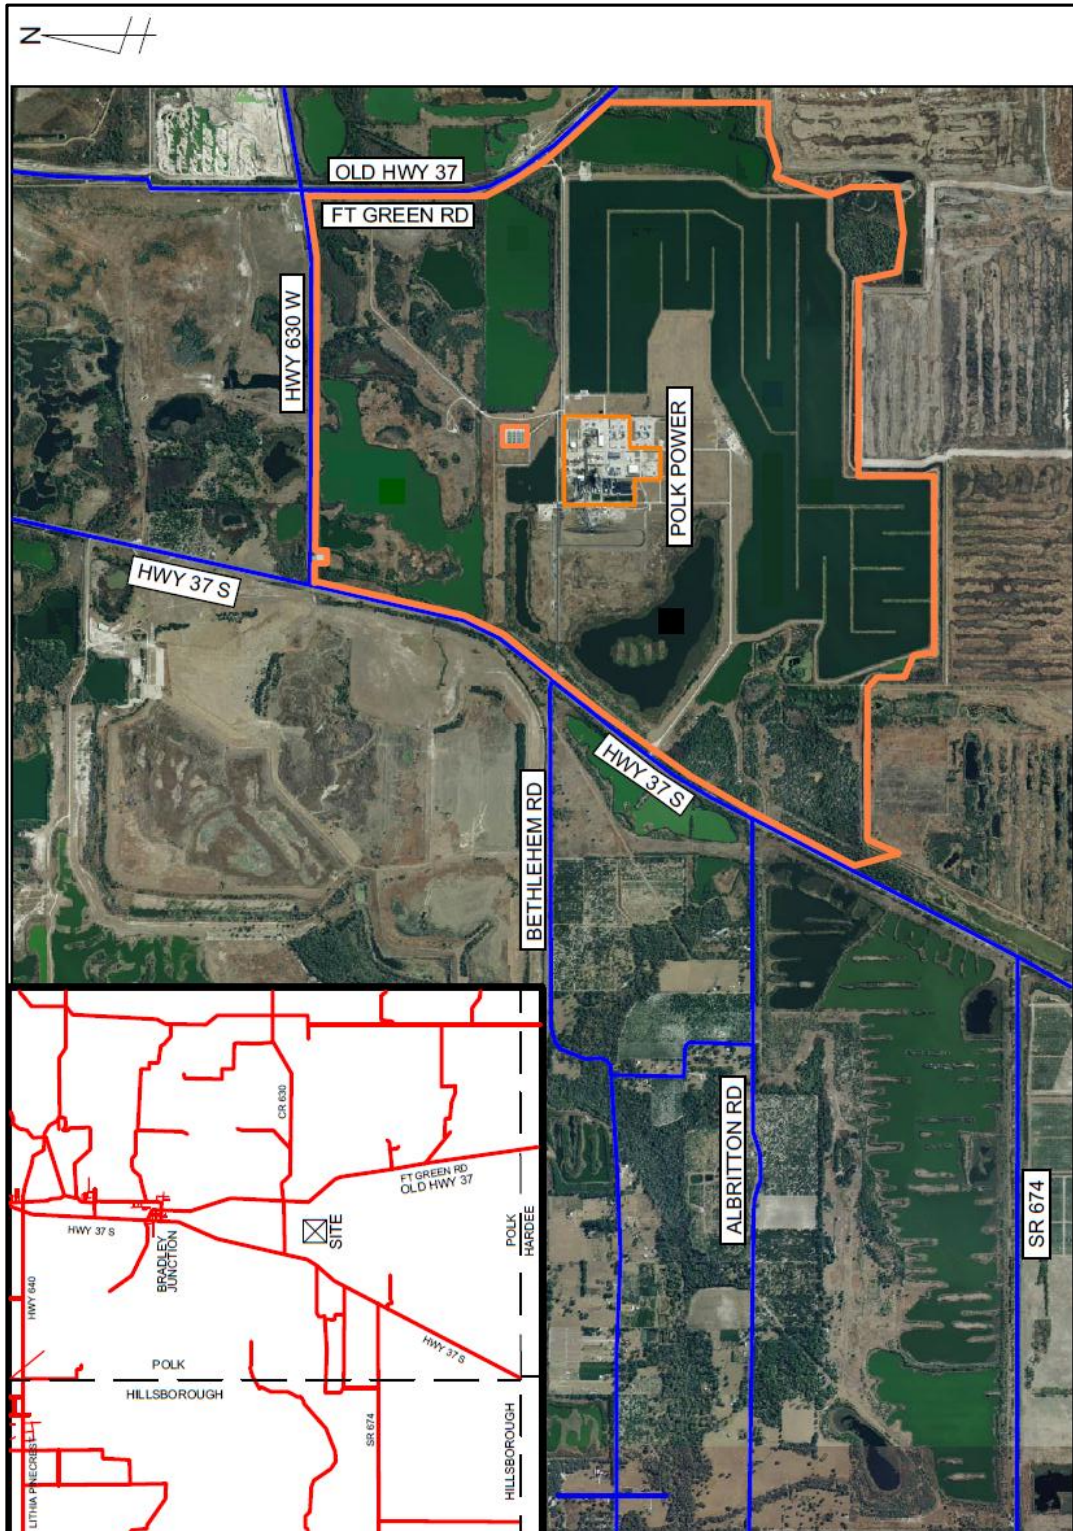 N
OLD HWY 37
FT GREEN RD
HWY 630 W
POLK POWER
HWY 37 S
HWY 37 S
BETHLEHEM RD
ALBRITTON RD
SR 674
CR 630
FT GREEN RD
OLD HWY 37
HWY 37 S
BRADLEY
JUNCTION
SITE
POLK
HARDEE
HWY 640
HWY 37 S
POLK
HILLSBOROUGH
SR 674
HILLSBOROUGH
LITHIA PINECREST